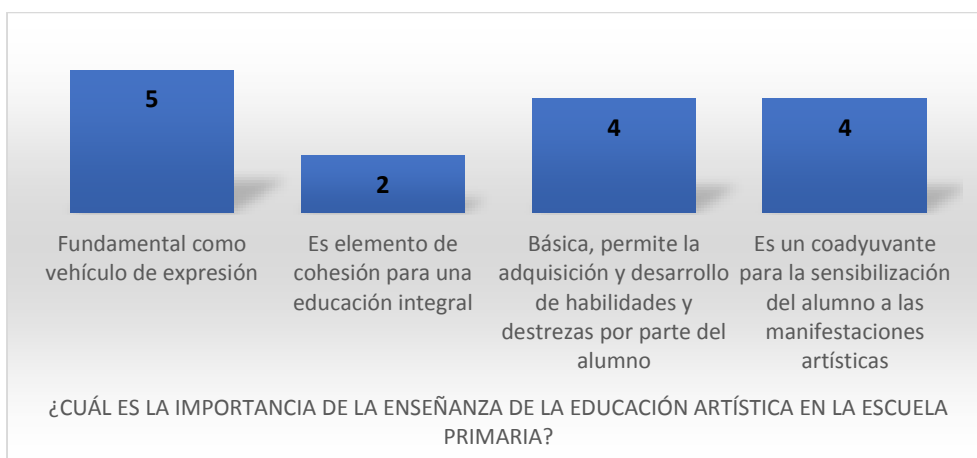 5
2
4
4
Fundamental como
vehículo de expresión
Es elemento de
cohesión para una
educación integral
Básica, permite la
adquisición y desarrollo
de habilidades y
destrezas por parte del
alumno
Es un coadyuvante
para la sensibilización
del alumno a las
manifestaciones
artísticas
¿CUÁL ES LA IMPORTANCIA DE LA ENSEÑANZA DE LA EDUCACIÓN ARTÍSTICA EN LA ESCUELA
PRIMARIA?